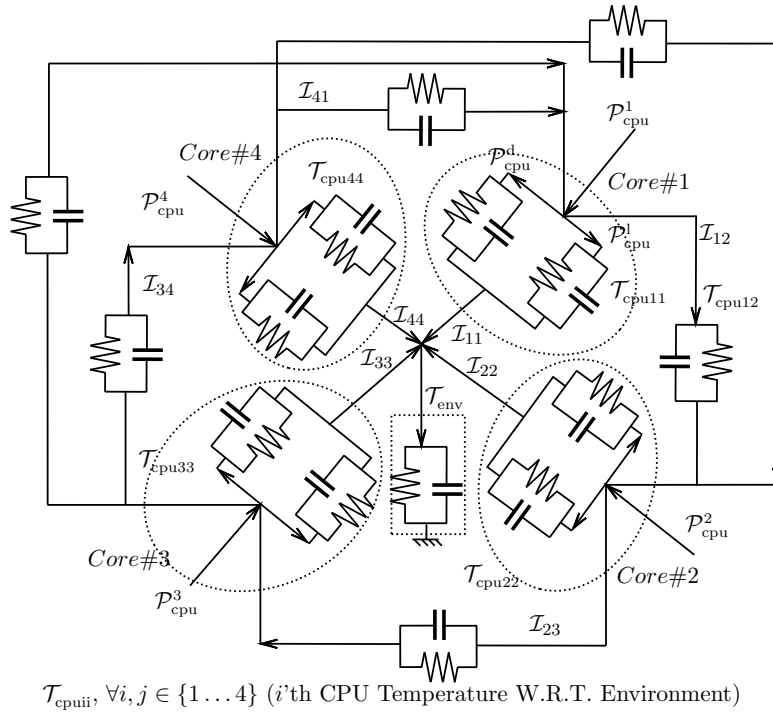 𝓘₄₁
𝓟¹cpu
Core#4
𝓣cpu44
𝓟ᵈcpu
Core#1
𝓟⁴cpu
𝓟ˡcpu
𝓘₁₂
𝓘₃₄
𝓣cpu11
𝓣cpu12
𝓘₄₄
𝓘₁₁
𝓘₃₃
𝓘₂₂
𝓣env
𝓣cpu33
𝓟²cpu
Core#3
𝓣cpu22
Core#2
𝓟³cpu
𝓘₂₃
𝓣cpuii, ∀i, j ∈ {1 … 4} (i'th CPU Temperature W.R.T. Environment)